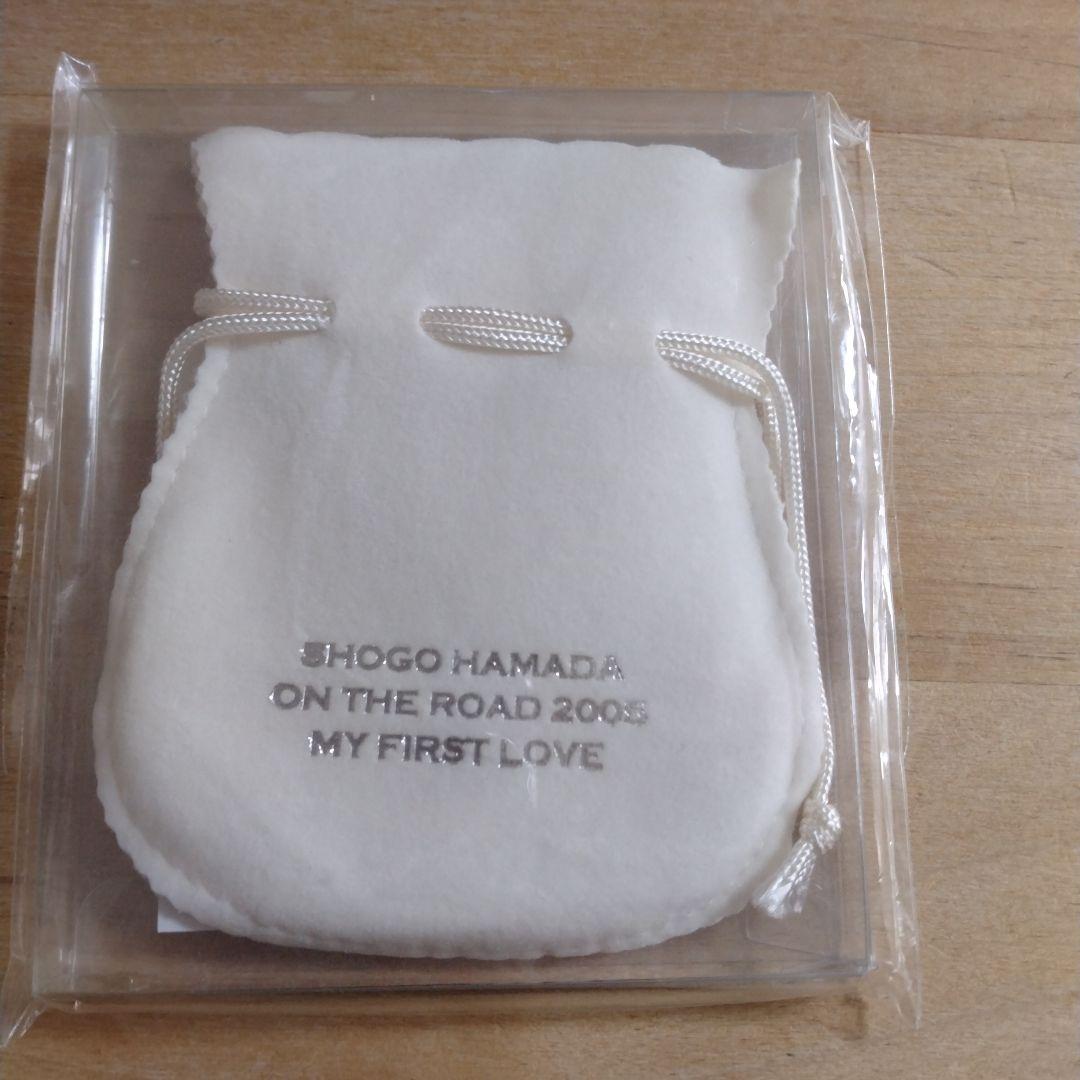 SHOGO HAMADA
ON THE ROAD 2005
MY FIRST LOVE